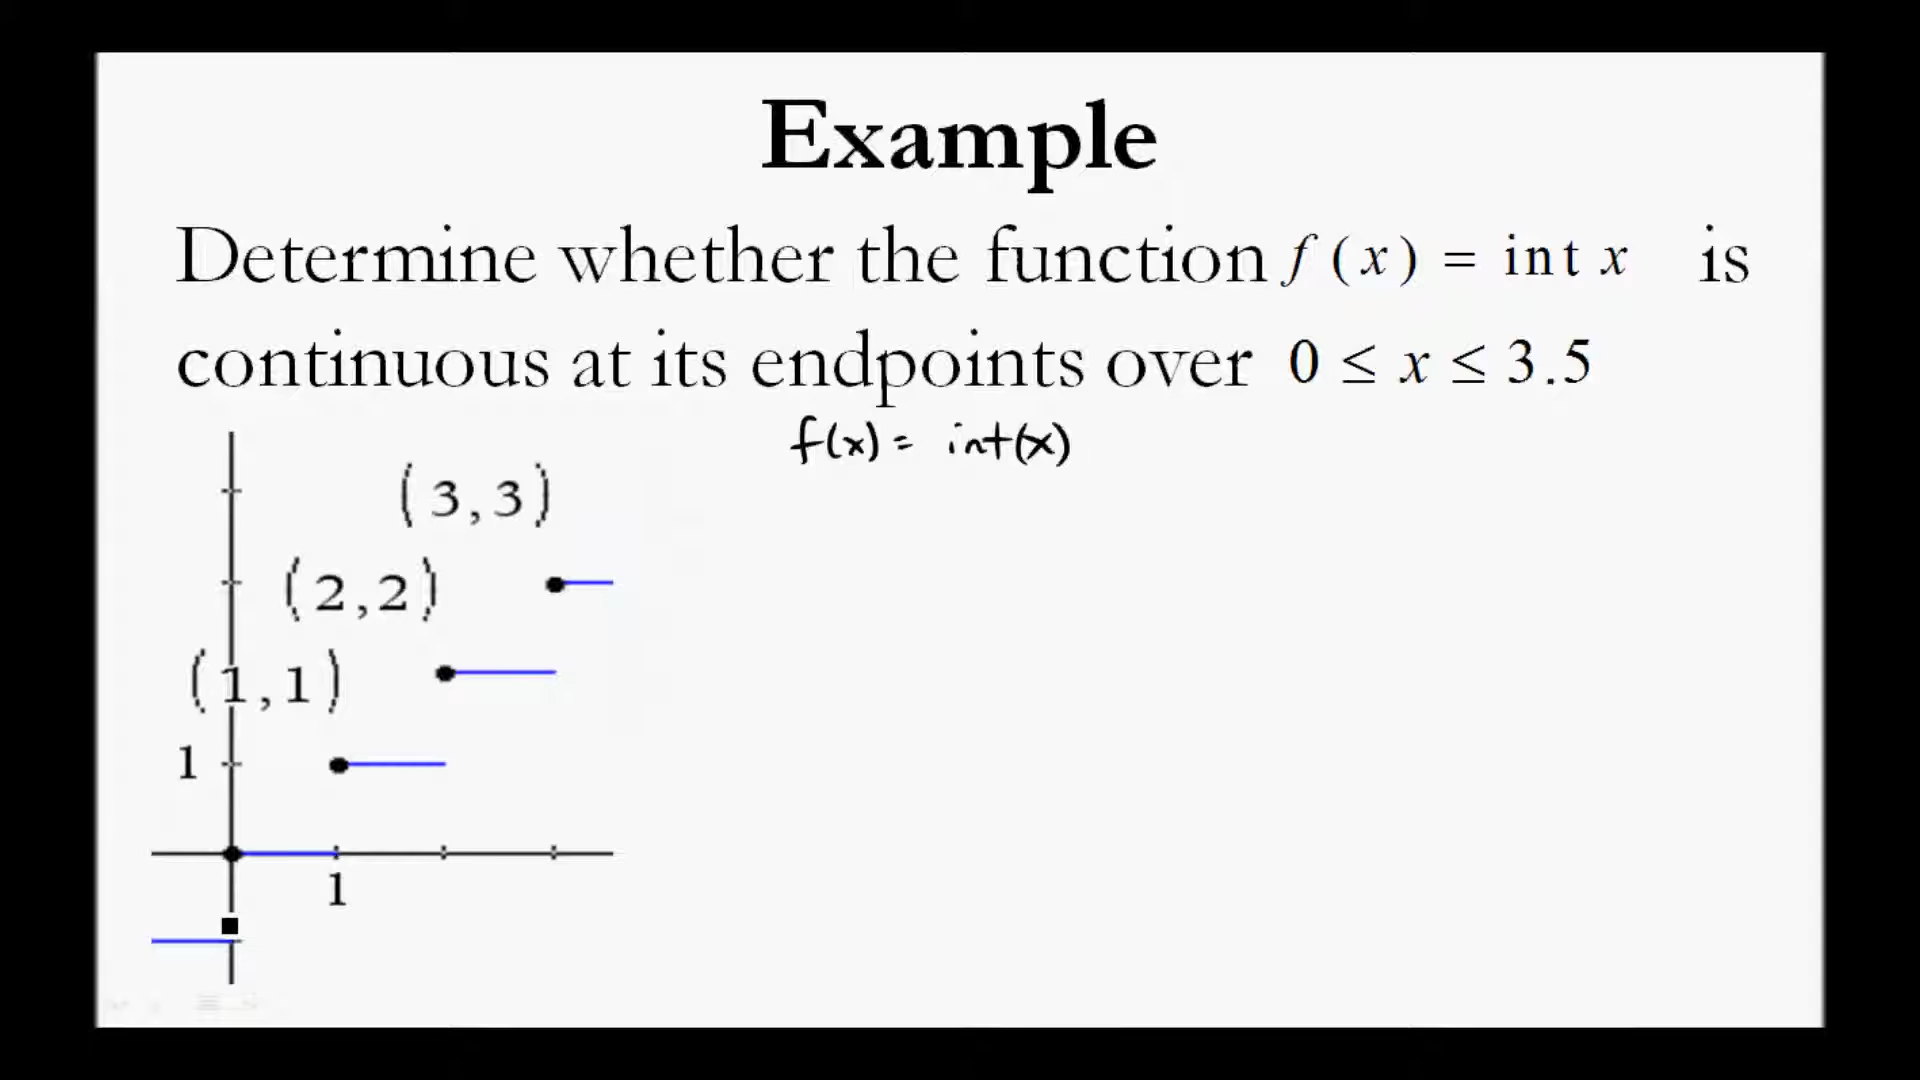 Example
Determine whether the function f(x) = int x is
continuous at its endpoints over 0 ≤ x ≤ 3.5
f(x) = int(x)
(3,3)
(2,2)
(1,1)
1
1